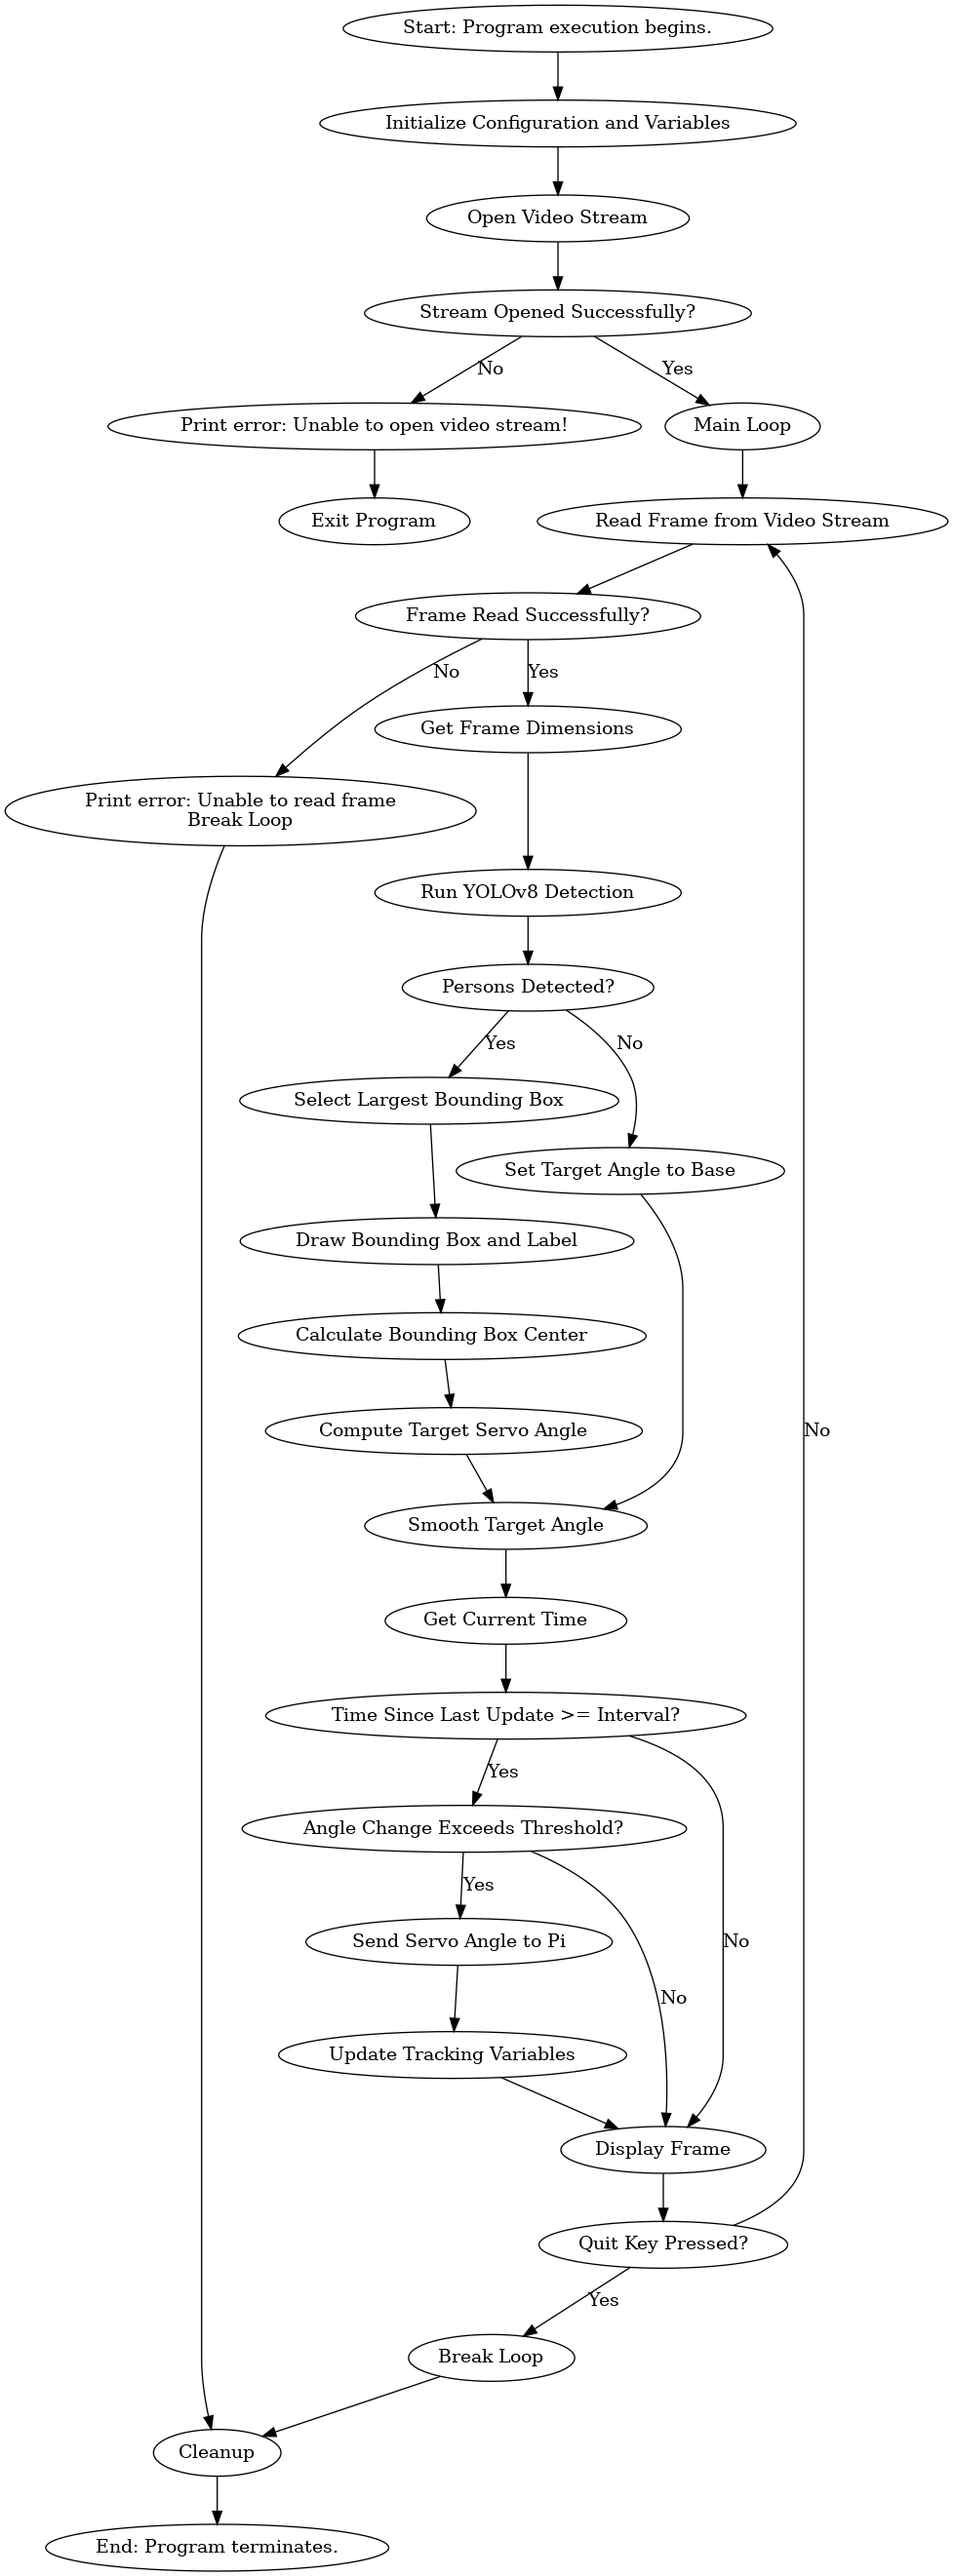 Start: Program execution begins.
Initialize Configuration and Variables
Open Video Stream
Stream Opened Successfully?
No
Yes
Print error: Unable to open video stream!
Main Loop
Exit Program
Read Frame from Video Stream
Frame Read Successfully?
No
Yes
Get Frame Dimensions
Print error: Unable to read frame
Break Loop
Run YOLOv8 Detection
Persons Detected?
Yes
No
Select Largest Bounding Box
Set Target Angle to Base
Draw Bounding Box and Label
Calculate Bounding Box Center
Compute Target Servo Angle
No
Smooth Target Angle
Get Current Time
Time Since Last Update >= Interval?
Yes
Angle Change Exceeds Threshold?
Yes
Send Servo Angle to Pi
No
No
Update Tracking Variables
Display Frame
Quit Key Pressed?
Yes
Break Loop
Cleanup
End: Program terminates.